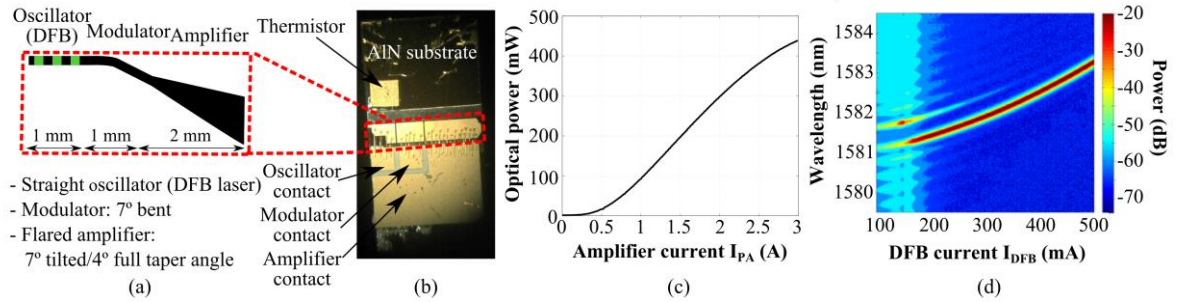 Oscillator
(DFB)
Modulator
Amplifier
1 mm
1 mm
2 mm
- Straight oscillator (DFB laser)
- Modulator: 7º bent
- Flared amplifier:
7º tilted/4º full taper angle
(a)
Thermistor
AlN substrate
Oscillator
contact
Modulator
contact
Amplifier
contact
(b)
500
400
300
200
100
0
Optical power (mW)
0
0.5
1
1.5
2
2.5
3
Amplifier current I_PA (A)
(c)
1584
1583
1582
1581
1580
Wavelength (nm)
100
200
300
400
500
DFB current I_DFB (mA)
-20
-30
-40
-50
-60
-70
Power (dB)
(d)